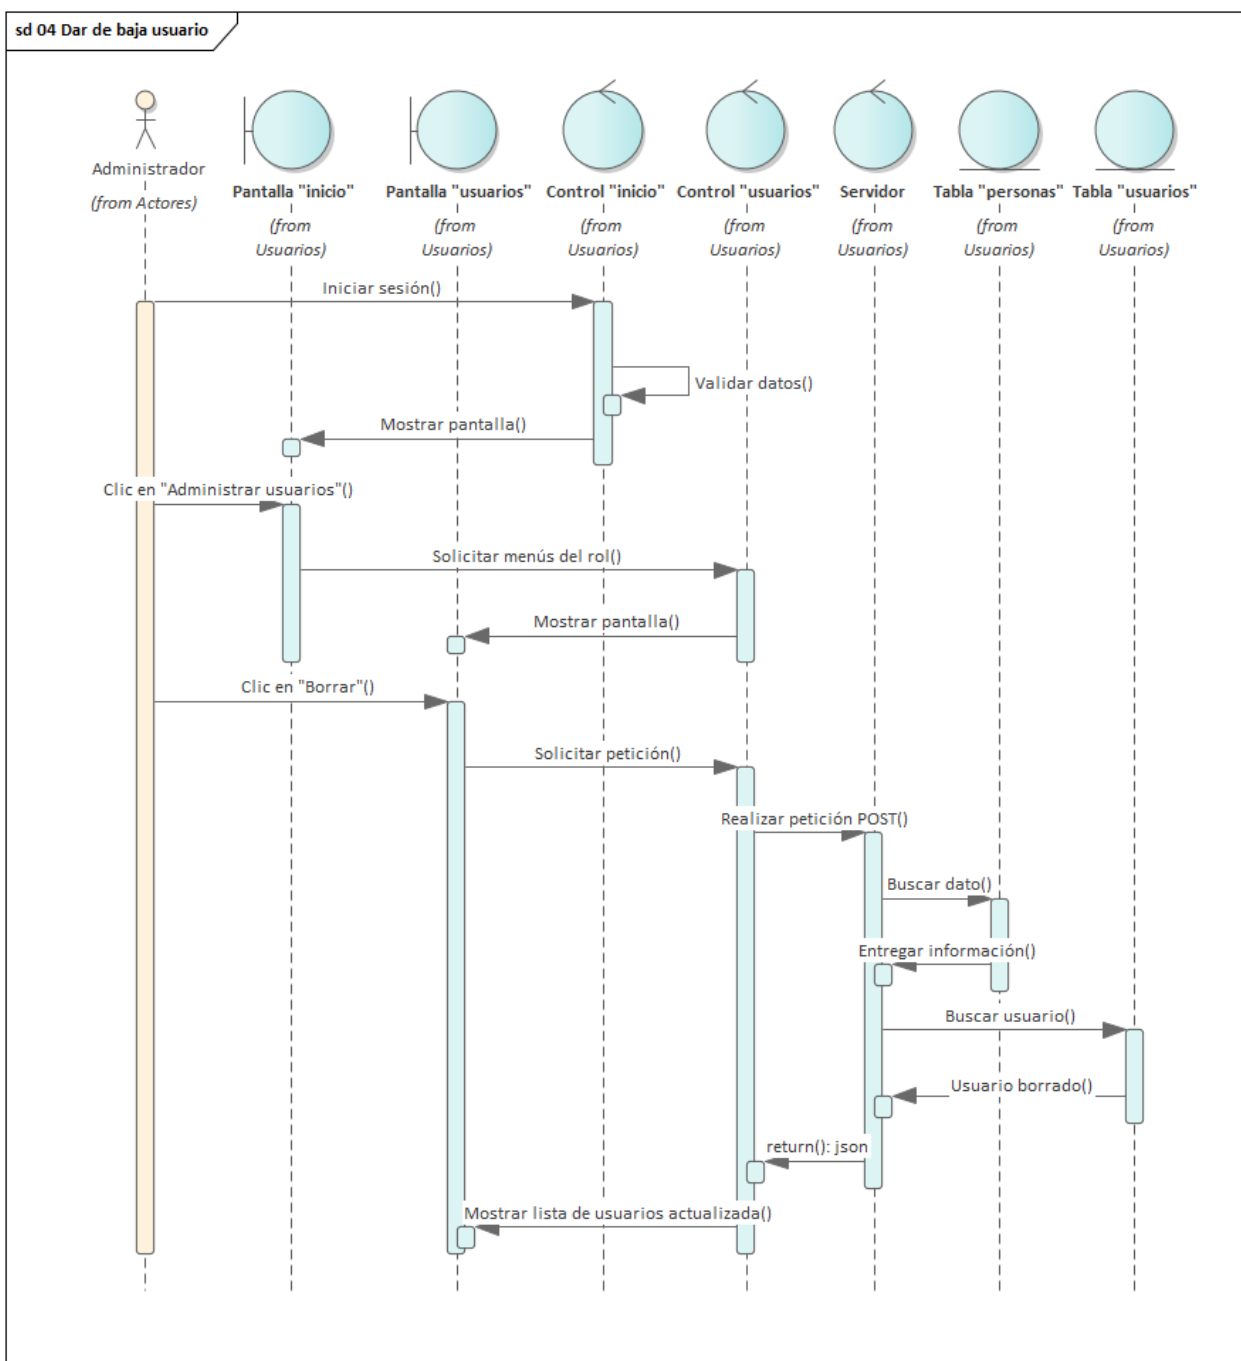 sd 04 Dar de baja usuario
Administrador
(from Actores)
Pantalla "inicio"
(from
Usuarios)
Pantalla "usuarios"
(from
Usuarios)
Control "inicio"
(from
Usuarios)
Control "usuarios"
(from
Usuarios)
Servidor
(from
Usuarios)
Tabla "personas"
(from
Usuarios)
Tabla "usuarios"
(from
Usuarios)
Iniciar sesión()
Validar datos()
Mostrar pantalla()
Clic en "Administrar usuarios"()
Solicitar menús del rol()
Mostrar pantalla()
Clic en "Borrar"()
Solicitar petición()
Realizar petición POST()
Buscar dato()
Entregar información()
Buscar usuario()
Usuario borrado()
return(): json
Mostrar lista de usuarios actualizada()